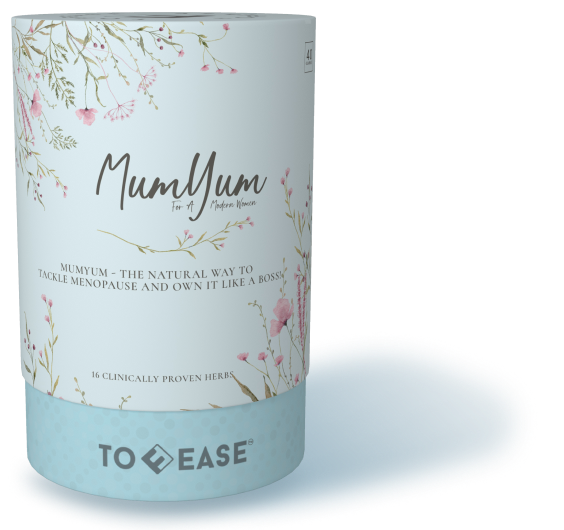 MumYum
For A Modern Women
MUMYUM - THE NATURAL WAY TO
TACKLE MENOPAUSE AND OWN IT LIKE A BOSS!
16 CLINICALLY PROVEN HERBS
TO EASE